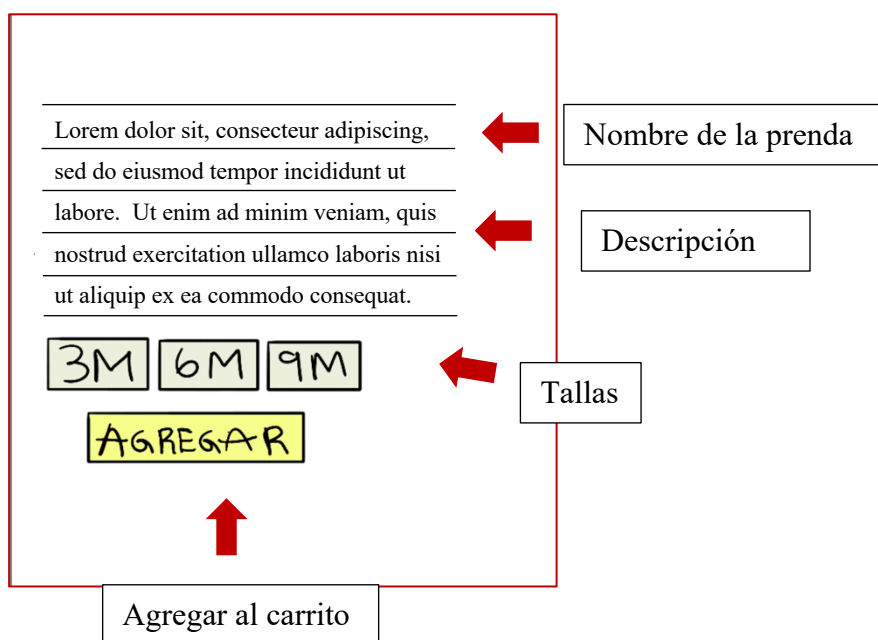 Lorem dolor sit, consecteur adipiscing,
sed do eiusmod tempor incididunt ut
labore. Ut enim ad minim veniam, quis
nostrud exercitation ullamco laboris nisi
ut aliquip ex ea commodo consequat.
3M 6M 9M
AGREGAR
Nombre de la prenda
Descripción
Tallas
Agregar al carrito